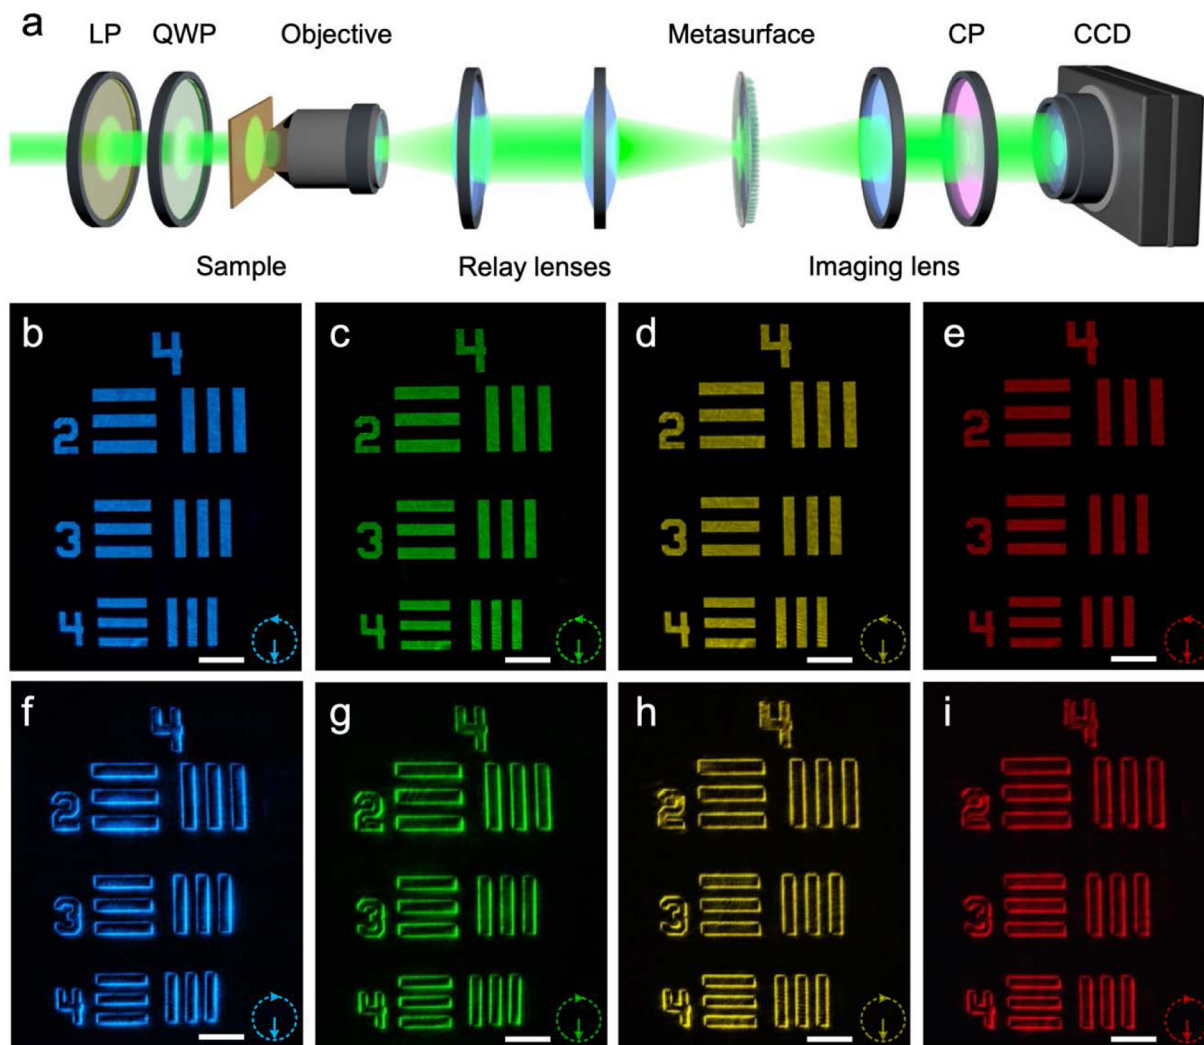 a
LP QWP Objective Metasurface CP CCD
Sample Relay lenses Imaging lens
b c d e
4 4 4 4
2 2 2 2
3 3 3 3
4 4 4 4
f g h i
4 4 4 4
2 2 2 2
3 3 3 3
4 4 4 4